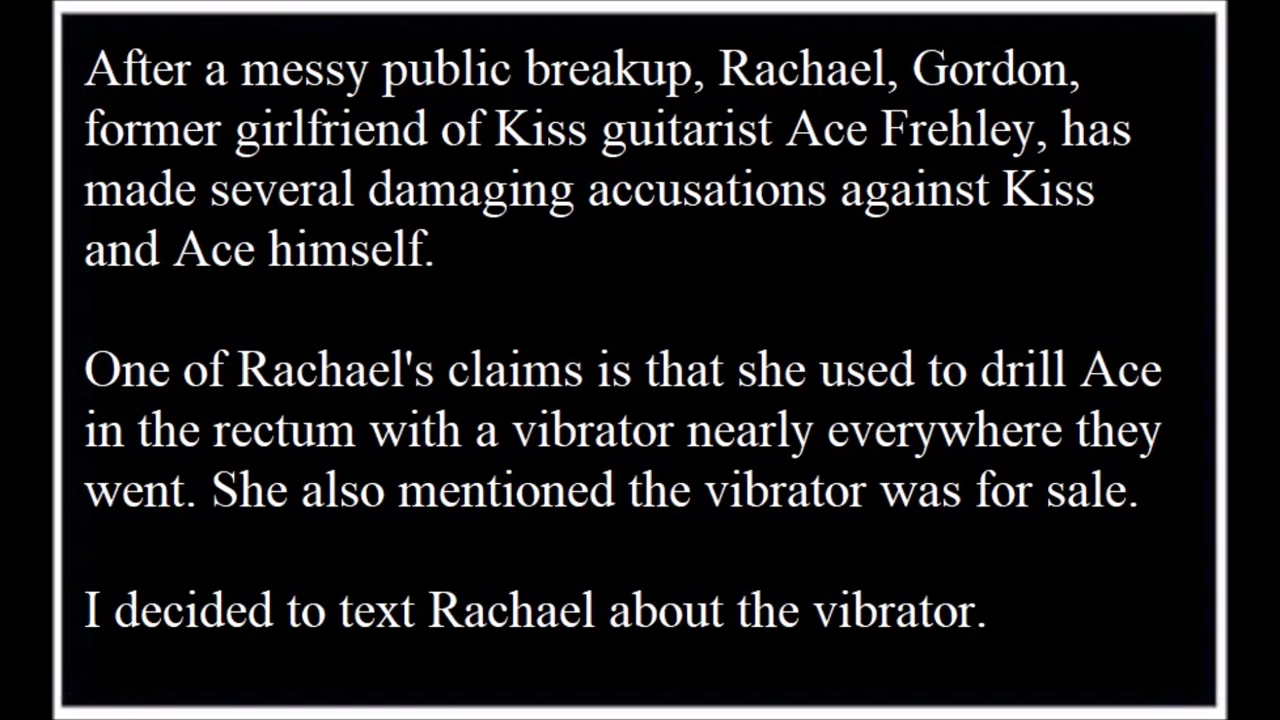 After a messy public breakup, Rachael, Gordon,
former girlfriend of Kiss guitarist Ace Frehley, has
made several damaging accusations against Kiss
and Ace himself.
One of Rachael's claims is that she used to drill Ace
in the rectum with a vibrator nearly everywhere they
went. She also mentioned the vibrator was for sale.
I decided to text Rachael about the vibrator.